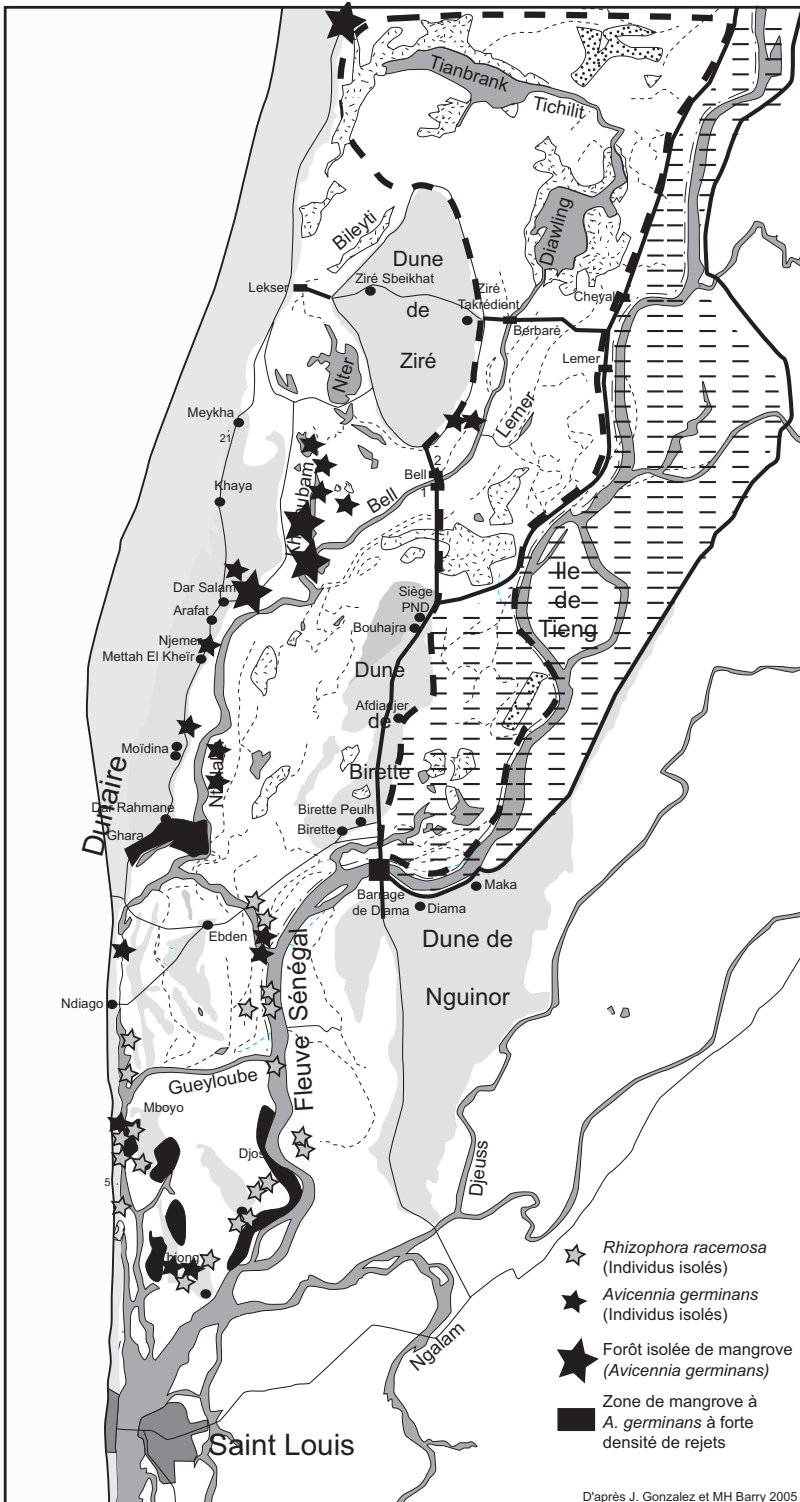 Tianbrank
Tichilit
Bileyti
Diawling
Dune
de
Ziré
Ziré Sbeikhat
Lekser
Ziré
Takrédient
Cheyal
Berbaré
Lemer
Nter
Lemer
Meykha
21
Khaya
Bell
2
1
Bell
Dar Salam
Arafat
Njemer
Mettah El Kheïr
Siège
PND
Bouhajra
Ile
de
Tieng
Dune
de
Birette
Afdiadjer
Moïdina
Dunaire
Dar Rahmane
Ghara
Birette Peulh
Birette
Barrage
de Diama
Maka
Diama
Ebden
Dune de
Nguinor
Ndiago
Fleuve Sénégal
Gueyloube
Mboyo
Djos
5
Djeuss
Ngalam
Saint Louis
Rhizophora racemosa
(Individus isolés)
Avicennia germinans
(Individus isolés)
Forôt isolée de mangrove
(Avicennia germinans)
Zone de mangrove à
A. germinans à forte
densité de rejets
D'après J. Gonzalez et MH Barry 2005